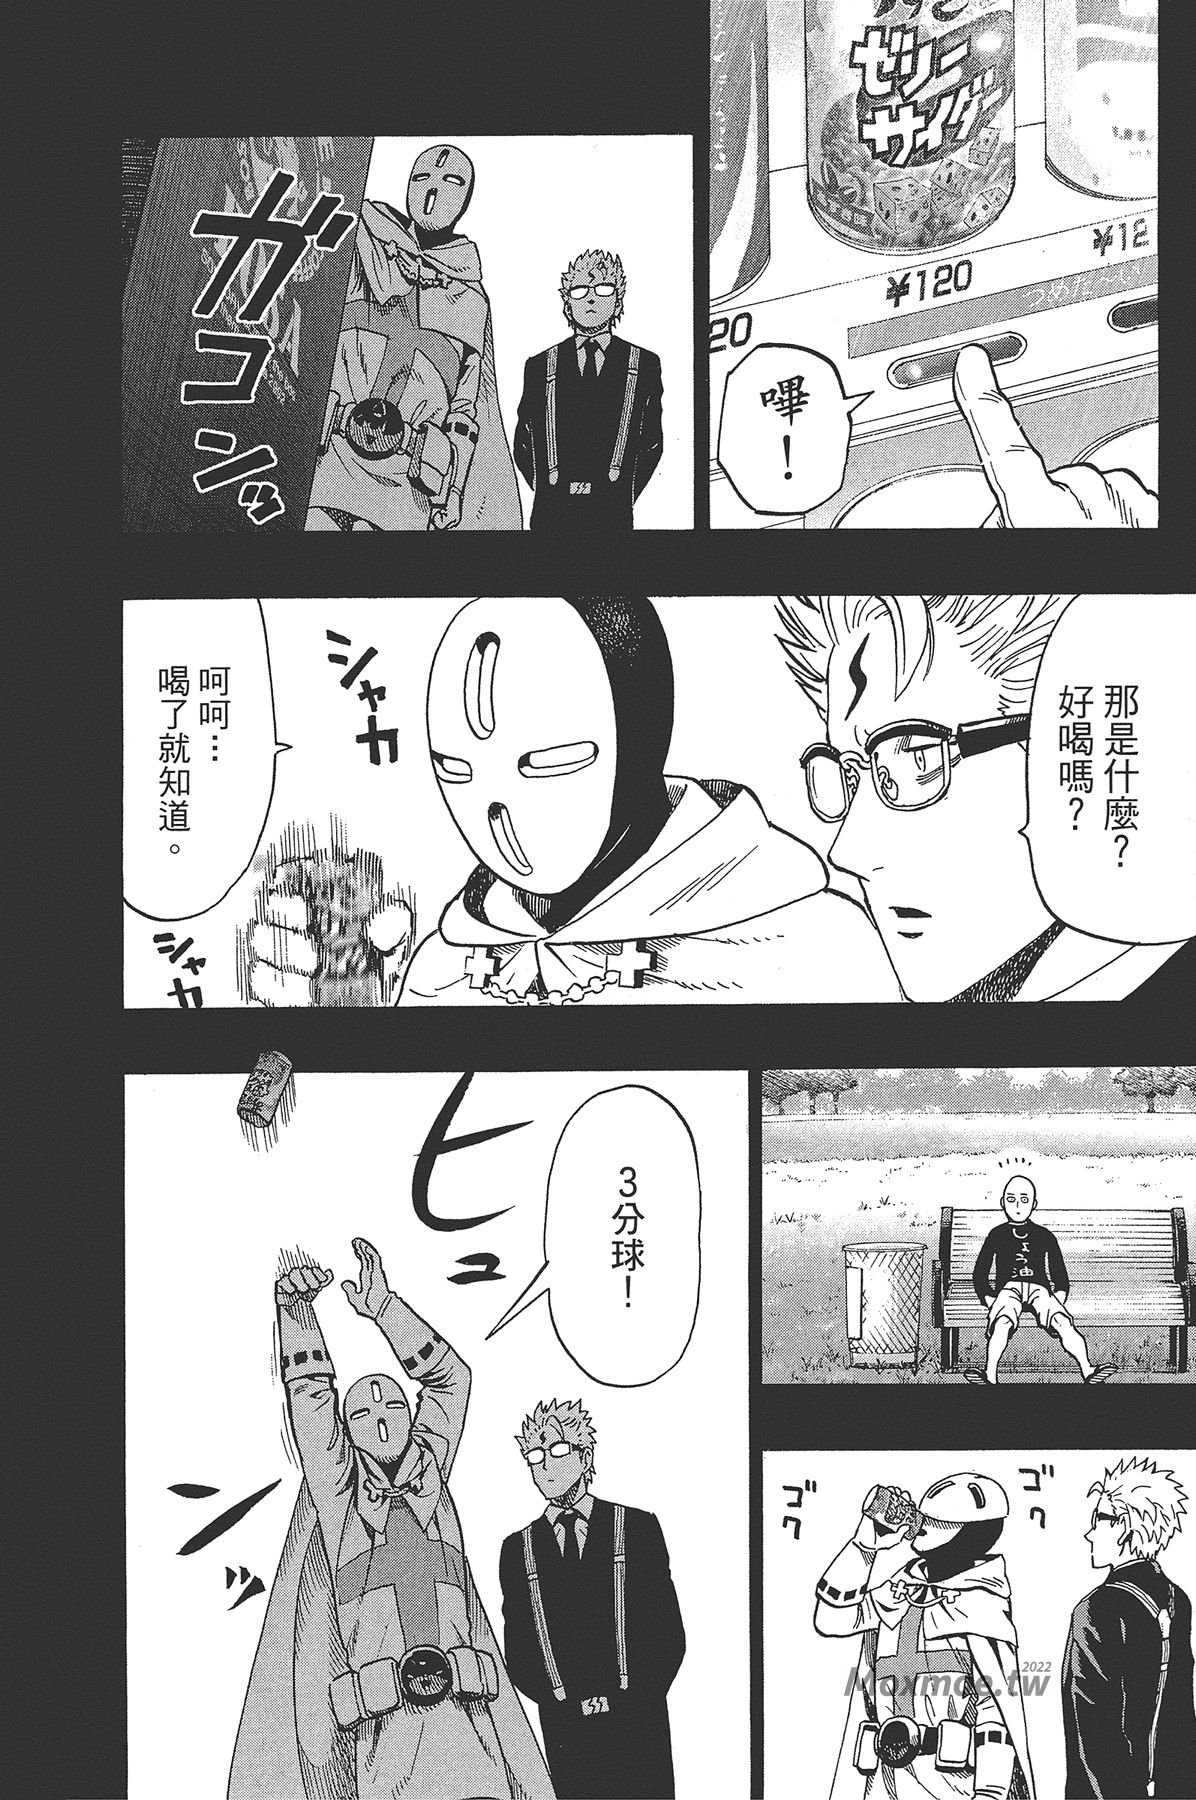 ゼリー
サイダー
¥120
¥12
20
つめた〜い
嗶！
ガコンッ
那是什麼？
好喝嗎？
シャカ
呵呵…
喝了就知道。
シャカ
しょう油
ゴク
ゴク
3分球！
ヒュンッ
2022
Moxmoe.tw